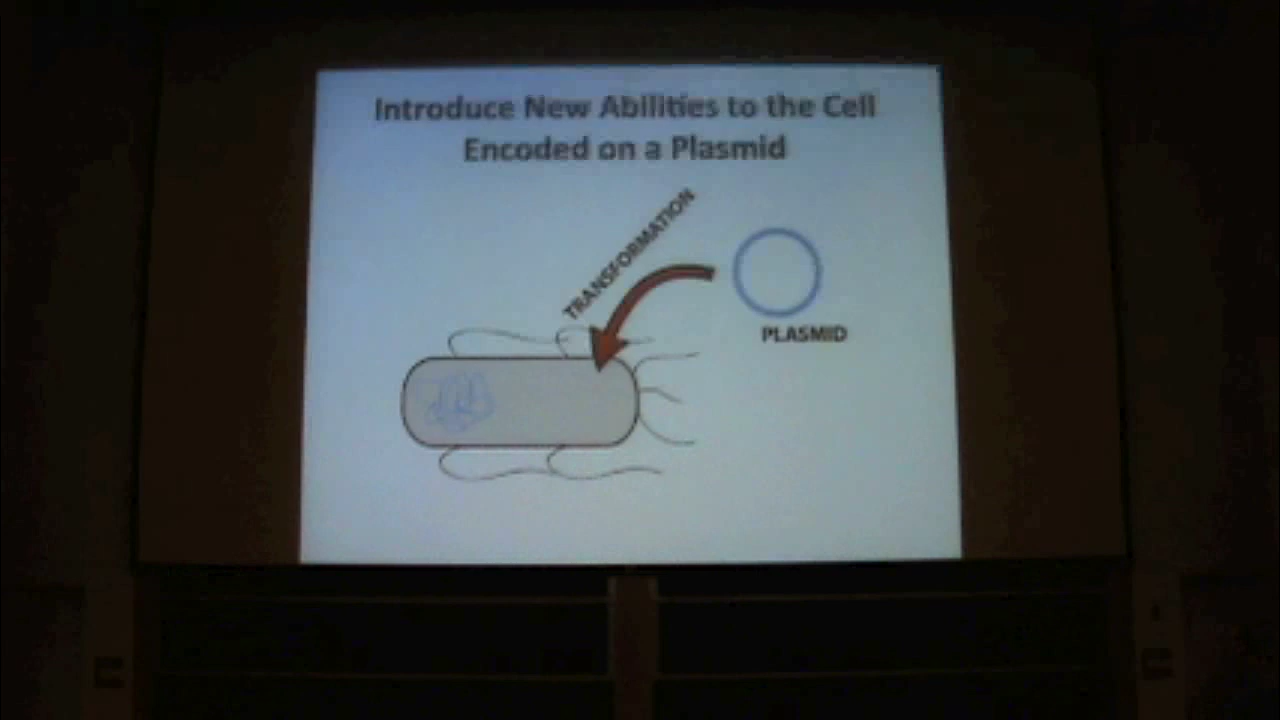 Introduce New Abilities to the Cell
Encoded on a Plasmid
TRANSFORMATION
PLASMID